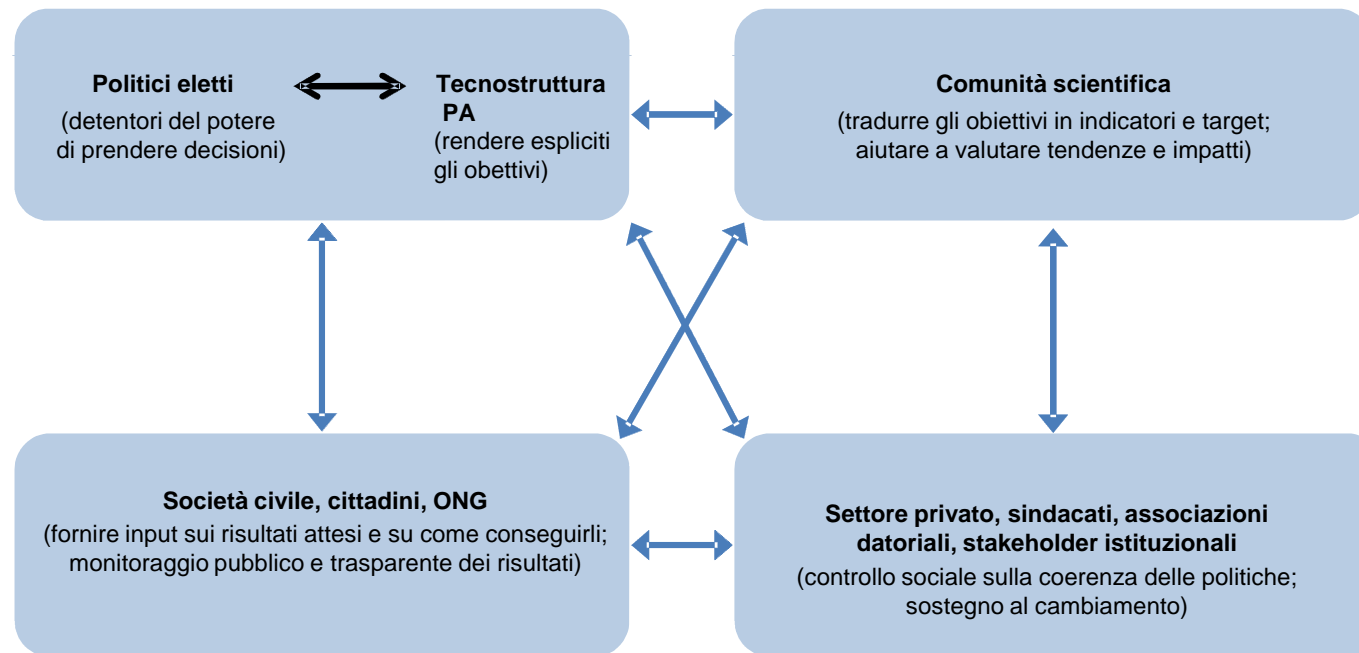 Politici eletti
(detentori del potere
di prendere decisioni)
Tecnostruttura
PA
(rendere espliciti
gli obettivi)
Comunità scientifica
(tradurre gli obiettivi in indicatori e target;
aiutare a valutare tendenze e impatti)
Società civile, cittadini, ONG
(fornire input sui risultati attesi e su come conseguirli;
monitoraggio pubblico e trasparente dei risultati)
Settore privato, sindacati, associazioni
datoriali, stakeholder istituzionali
(controllo sociale sulla coerenza delle politiche;
sostegno al cambiamento)